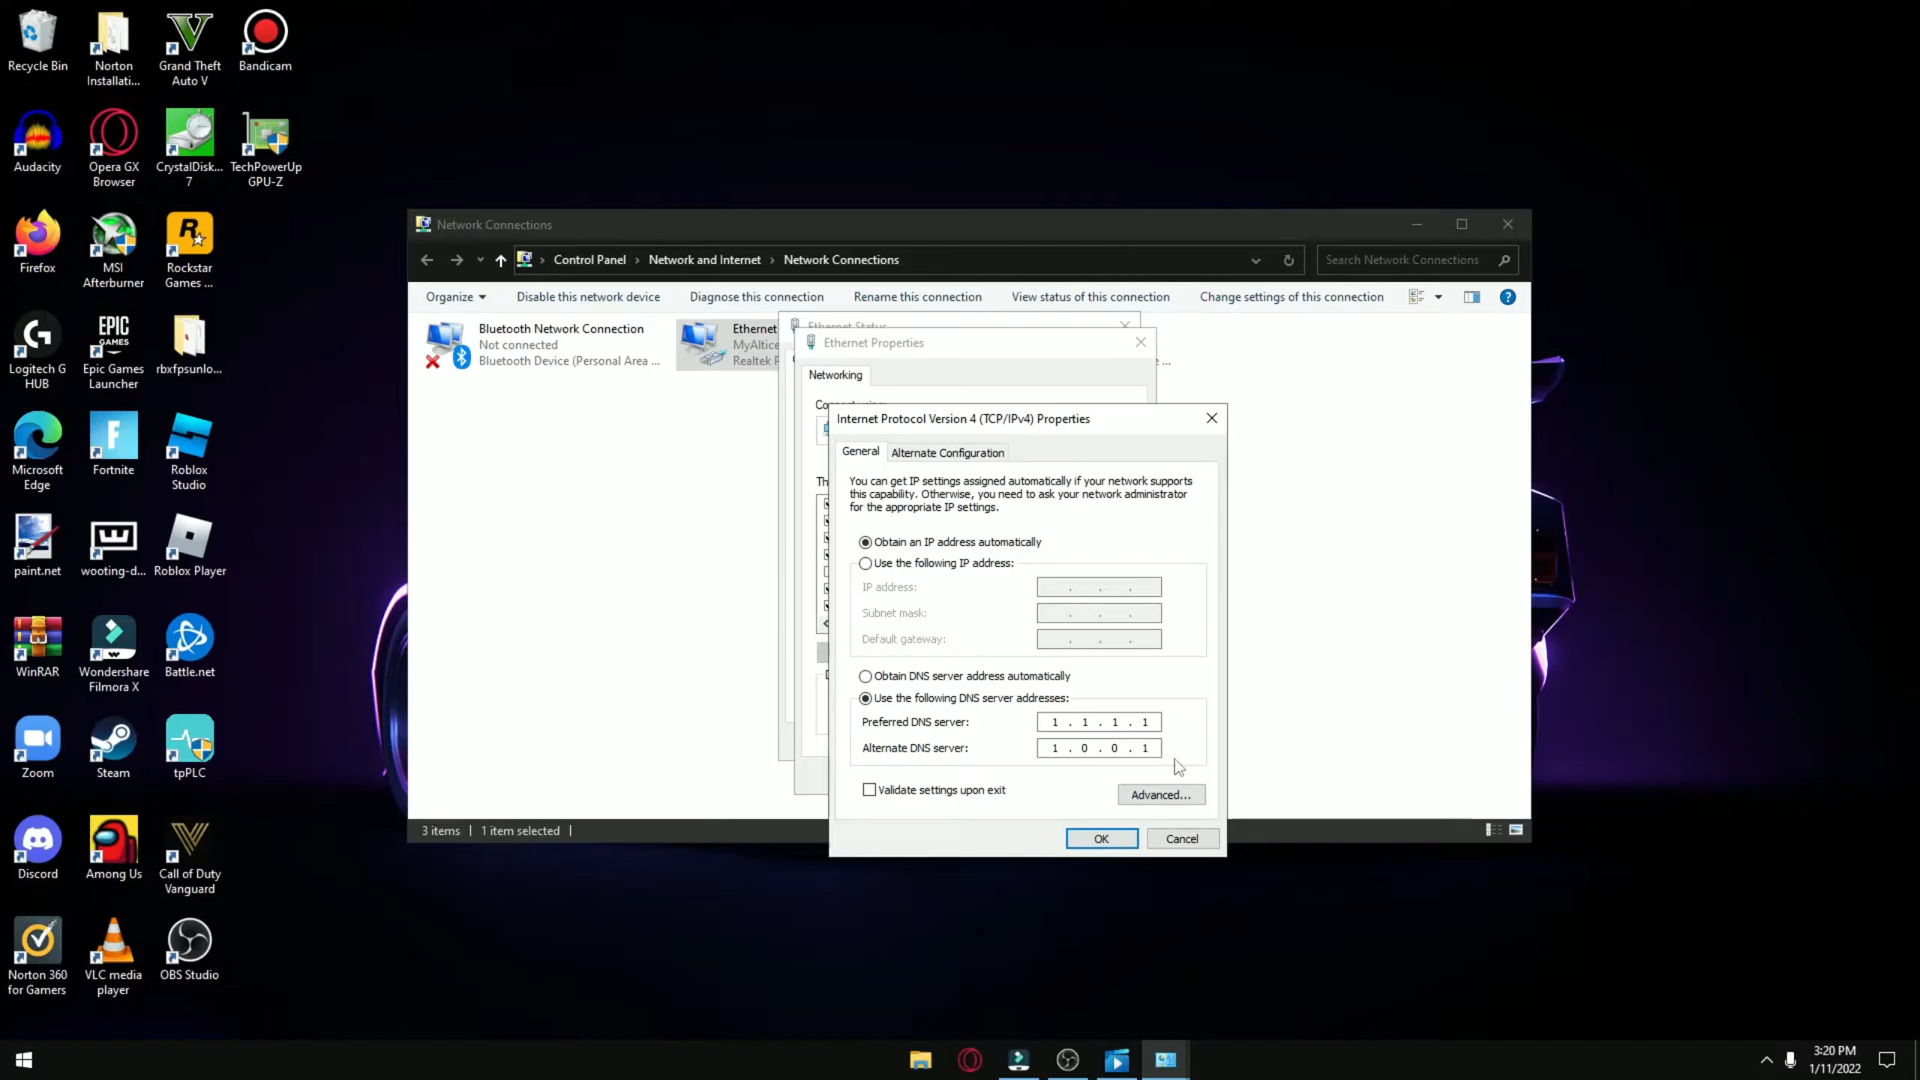 Recycle Bin
Norton
Installati...
Grand Theft
Auto V
Bandicam
Audacity
Opera GX
Browser
CrystalDisk...
7
TechPowerUp
GPU-Z
Firefox
MSI
Afterburner
Rockstar
Games ...
Logitech G
HUB
EPIC
GAMES
Epic Games
Launcher
rbxfpsunlo...
Microsoft
Edge
Fortnite
Roblox
Studio
paint.net
wooting-d...
Roblox Player
WinRAR
Wondershare
Filmora X
Battle.net
Zoom
Steam
tpPLC
Discord
Among Us
Call of Duty
Vanguard
Norton 360
for Gamers
VLC media
player
OBS Studio
Network Connections
Control Panel > Network and Internet > Network Connections
Search Network Connections
Organize
Disable this network device
Diagnose this connection
Rename this connection
View status of this connection
Change settings of this connection
Bluetooth Network Connection
Not connected
Bluetooth Device (Personal Area ...
Ethernet
MyAltice
Realtek
Ethernet Status
Ethernet Properties
Networking
Internet Protocol Version 4 (TCP/IPv4) Properties
General
Alternate Configuration
You can get IP settings assigned automatically if your network supports
this capability. Otherwise, you need to ask your network administrator
for the appropriate IP settings.
Obtain an IP address automatically
Use the following IP address:
IP address:
Subnet mask:
Default gateway:
Obtain DNS server address automatically
Use the following DNS server addresses:
Preferred DNS server: 1 . 1 . 1 . 1
Alternate DNS server: 1 . 0 . 0 . 1
Validate settings upon exit
Advanced...
OK
Cancel
3 items
1 item selected
3:20 PM
1/11/2022